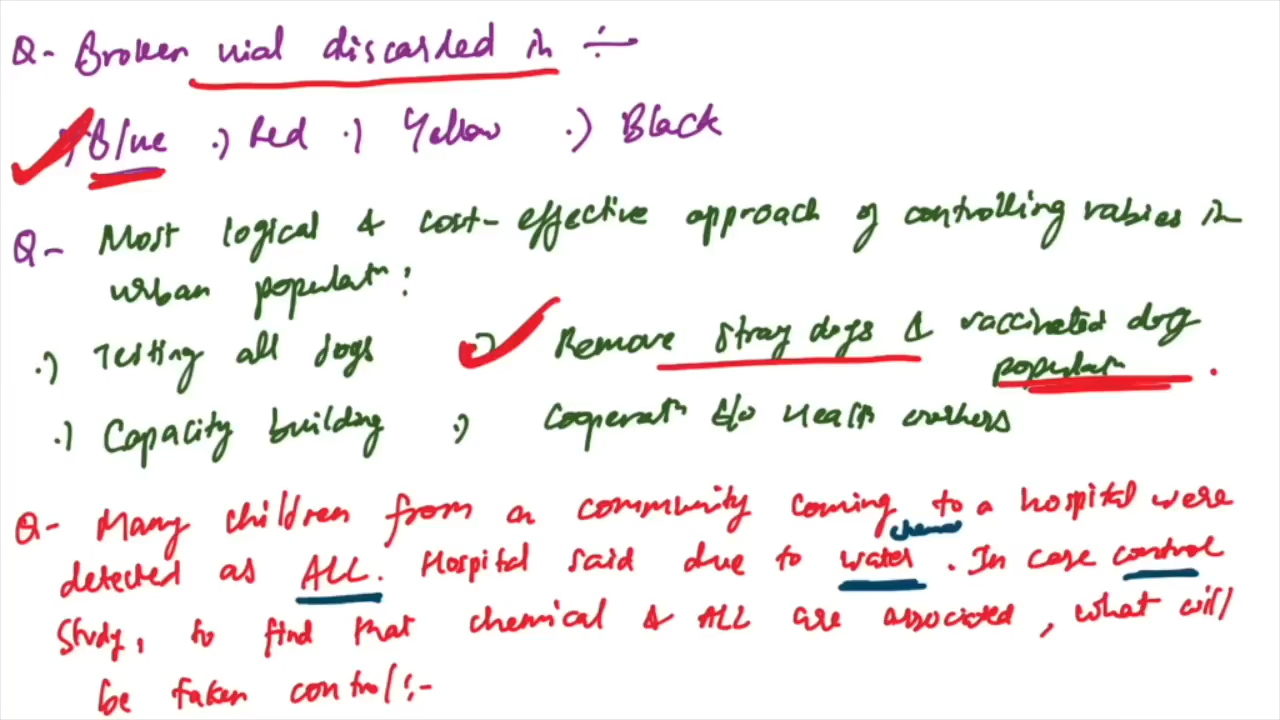 Q- Broken vial discarded in ÷
·) Blue ·) Red ·) Yellow ·) Black
Q- Most logical & cost-effective approach of controlling rabies in
urban populatn?
·) Testing all dogs ·) Remove stray dogs & vaccinated dog
populatn
·) Capacity building ·) Cooperatn b/w Health workers
Q- Many children from a community coming to a hospital were
chemi
detected as ALL. Hospital said due to water. In case control
study, to find that chemical & ALL are associated, what will
be taken control?:-